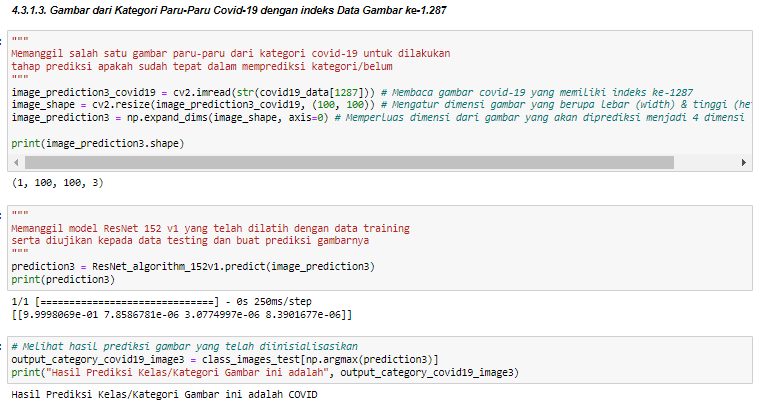 4.3.1.3. Gambar dari Kategori Paru-Paru Covid-19 dengan indeks Data Gambar ke-1.287
"""
Memanggil salah satu gambar paru-paru dari kategori covid-19 untuk dilakukan
tahap prediksi apakah sudah tepat dalam memprediksi kategori/belum
"""
image_prediction3_covid19 = cv2.imread(str(covid19_data[1287])) # Membaca gambar covid-19 yang memiliki indeks ke-1287
image_shape = cv2.resize(image_prediction3_covid19, (100, 100)) # Mengatur dimensi gambar yang berupa lebar (width) & tinggi (he
image_prediction3 = np.expand_dims(image_shape, axis=0) # Memperluas dimensi dari gambar yang akan diprediksi menjadi 4 dimensi
print(image_prediction3.shape)
(1, 100, 100, 3)
"""
Memanggil model ResNet 152 v1 yang telah dilatih dengan data training
serta diujikan kepada data testing dan buat prediksi gambarnya
"""
prediction3 = ResNet_algorithm_152v1.predict(image_prediction3)
print(prediction3)
1/1 [==============================] - 0s 250ms/step
[[9.9998069e-01 7.8586781e-06 3.0774997e-06 8.3901677e-06]]
# Melihat hasil prediksi gambar yang telah diinisialisasikan
output_category_covid19_image3 = class_images_test[np.argmax(prediction3)]
print("Hasil Prediksi Kelas/Kategori Gambar ini adalah", output_category_covid19_image3)
Hasil Prediksi Kelas/Kategori Gambar ini adalah COVID